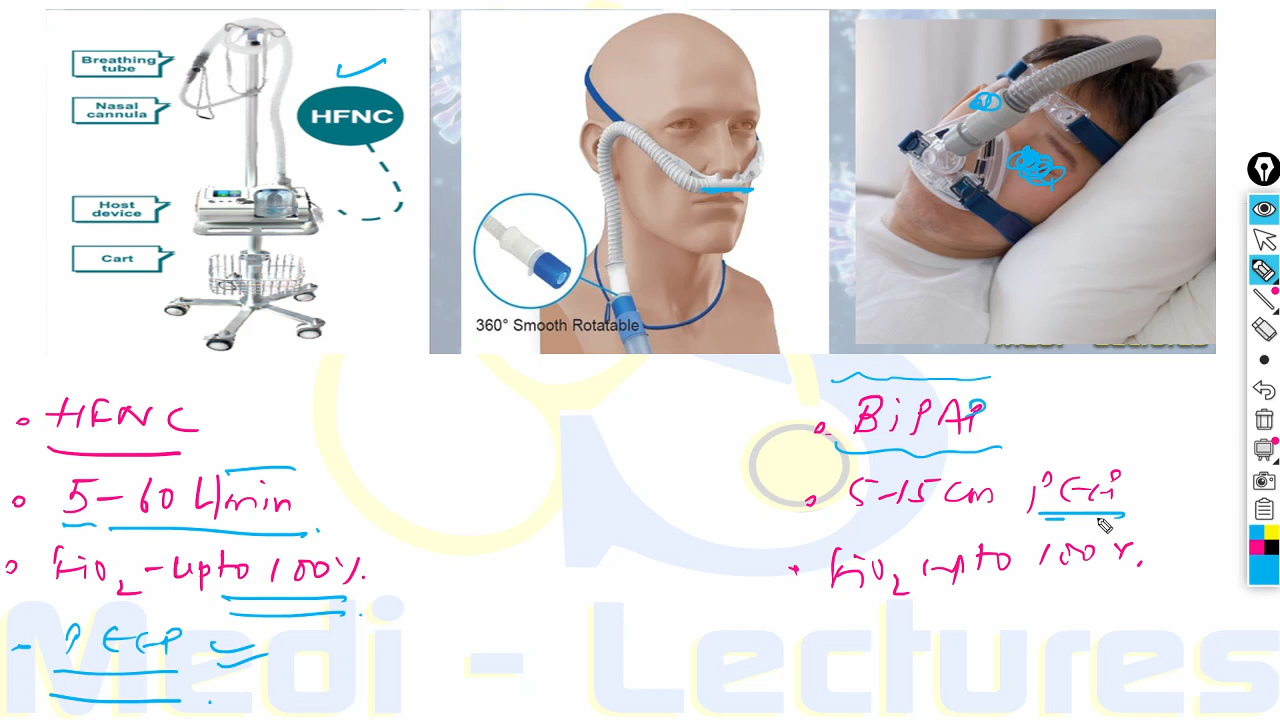 Breathing
tube
Nasal
cannula
HFNC
Host
device
Cart
360° Smooth Rotatable
• HFNC
• 5-60 L/min
• FiO2 - upto 100%.
- PEEP
• BiPAP
• 5-15 cm PEEP
• FiO2 upto 100%.
Medi - Lectures